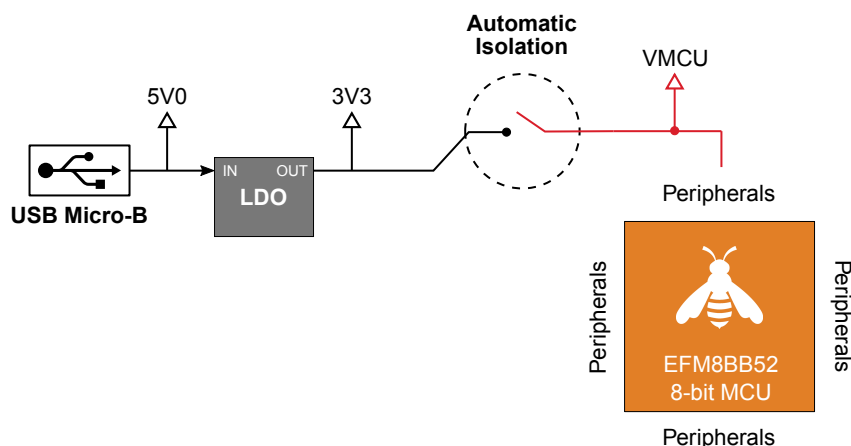 Automatic
Isolation
VMCU
5V0
3V3
IN OUT
LDO
USB Micro-B
Peripherals
Peripherals
Peripherals
EFM8BB52
8-bit MCU
Peripherals